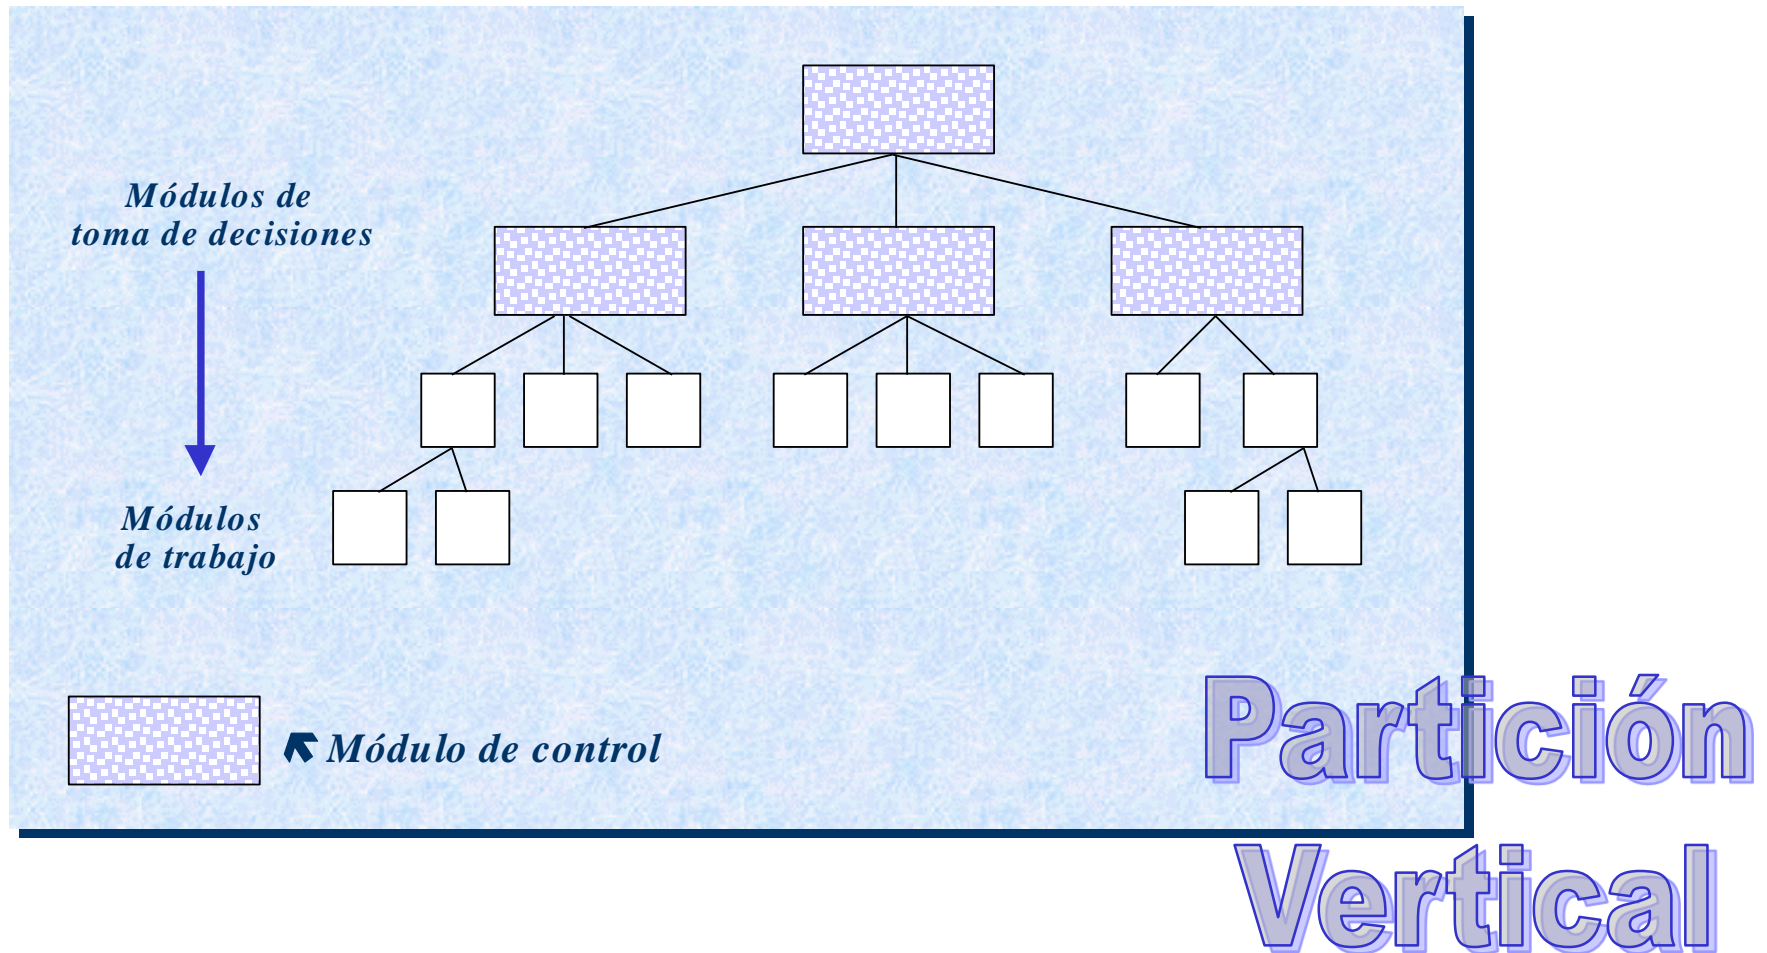 Módulos de
toma de decisiones
Módulos
de trabajo
Módulo de control
Partición
Vertical